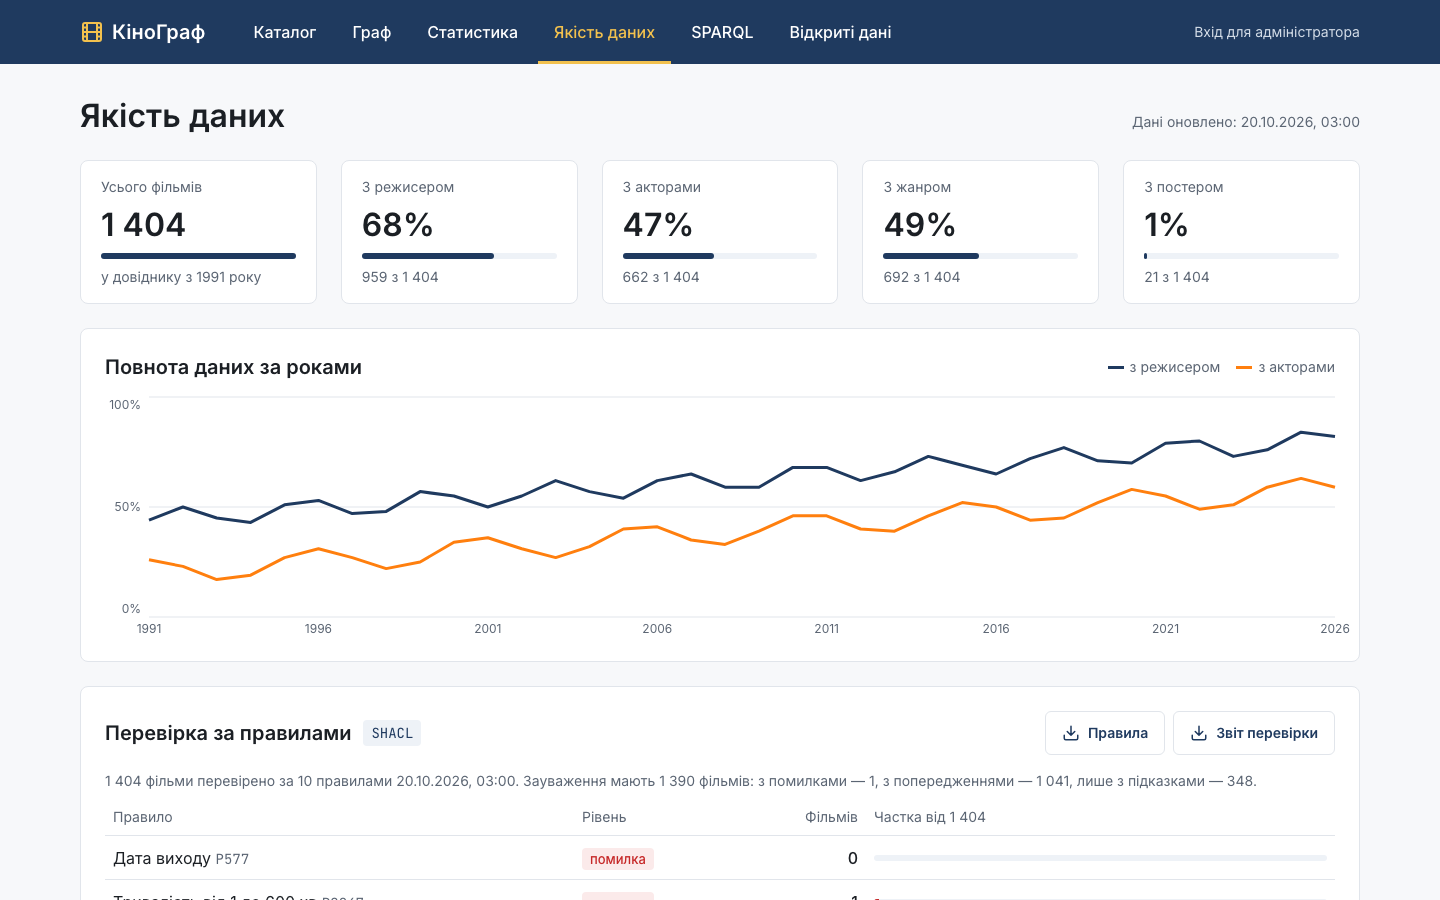 КіноГраф
Каталог
Граф
Статистика
Якість даних
SPARQL
Відкриті дані
Вхід для адміністратора
Якість даних
Дані оновлено: 20.10.2026, 03:00
Усього фільмів
1 404
у довіднику з 1991 року
З режисером
68%
959 з 1 404
З акторами
47%
662 з 1 404
З жанром
49%
692 з 1 404
З постером
1%
21 з 1 404
Повнота даних за роками
з режисером
з акторами
100%
50%
0%
1991
1996
2001
2006
2011
2016
2021
2026
Перевірка за правилами
SHACL
Правила
Звіт перевірки
1 404 фільми перевірено за 10 правилами 20.10.2026, 03:00. Зауваження мають 1 390 фільмів: з помилками — 1, з попередженнями — 1 041, лише з підказками — 348.
Правило
Рівень
Фільмів
Частка від 1 404
Дата виходу P577
помилка
0